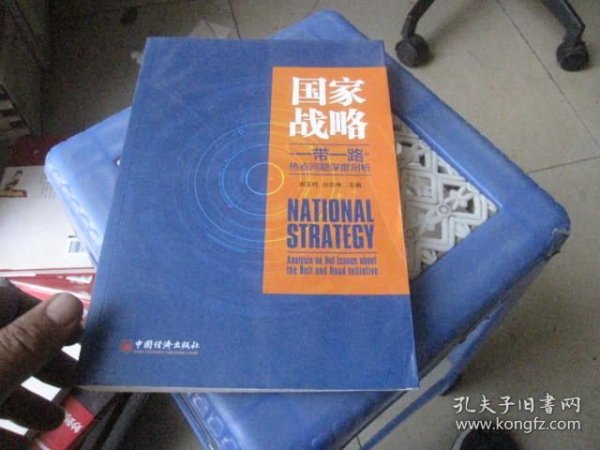 国家
战略
"一带一路"
热点问题深度剖析
主编
NATIONAL
STRATEGY
Analysis on Hot Issues about
the Belt and Road Initiative
中国经济出版社
孔夫子旧书网
www.kongfz.com